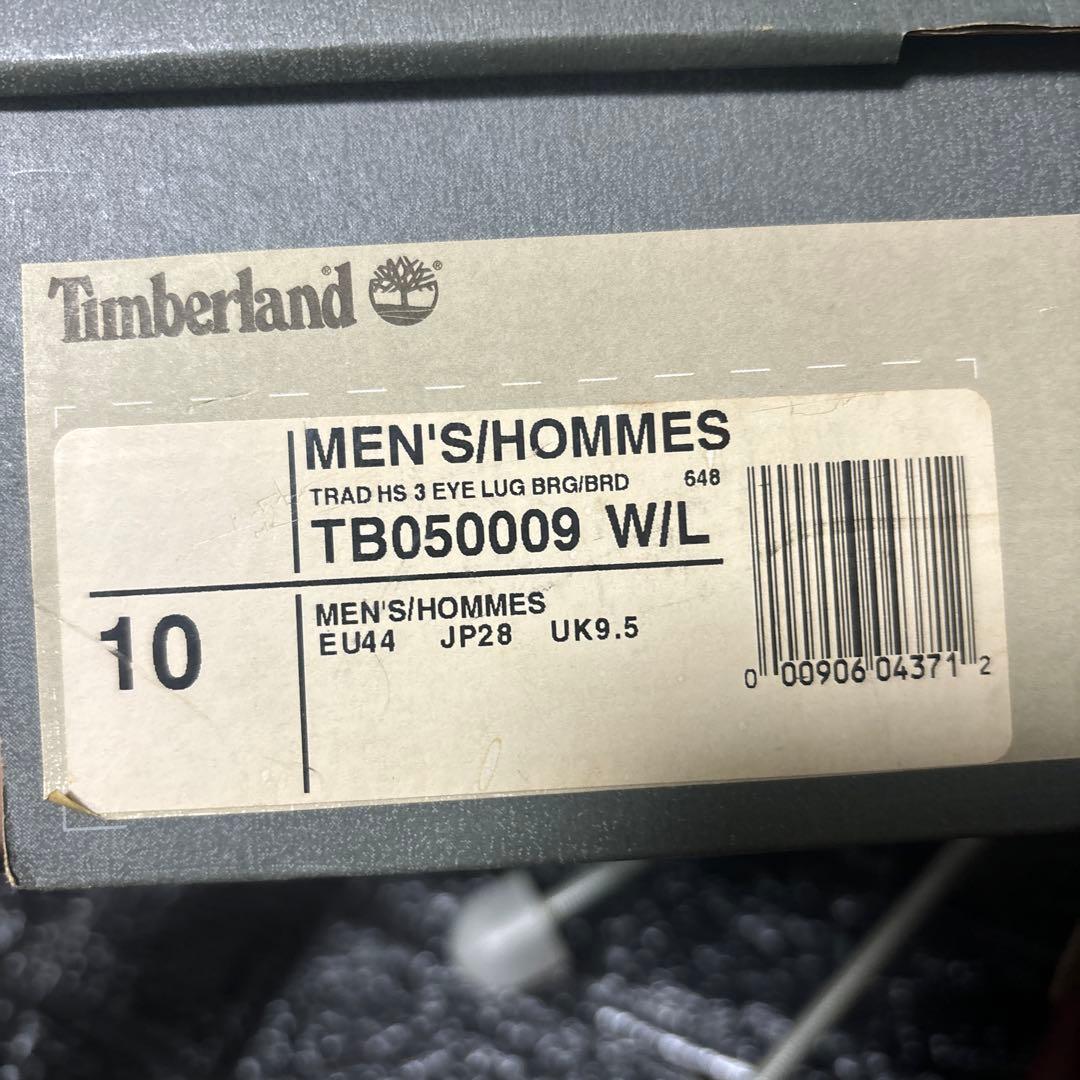 Timberland® ®
MEN'S/HOMMES
TRAD HS 3 EYE LUG BRG/BRD 648
TB050009 W/L
10
MEN'S/HOMMES
EU44 JP28 UK9.5
0 00906 04371 2